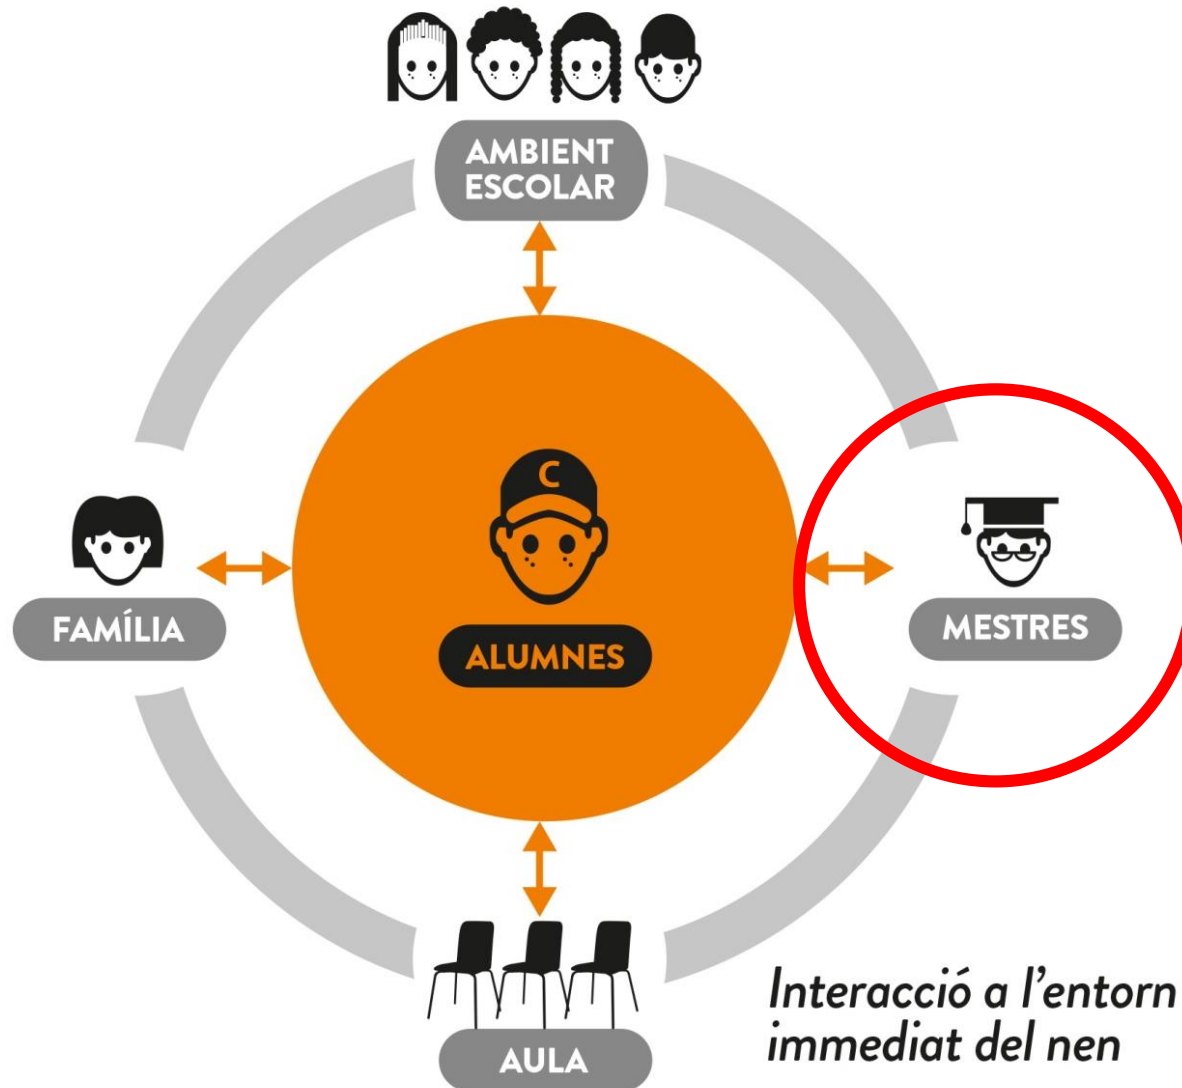 AMBIENT
ESCOLAR
C
FAMÍLIA
ALUMNES
MESTRES
AULA
Interacció a l'entorn
immediat del nen